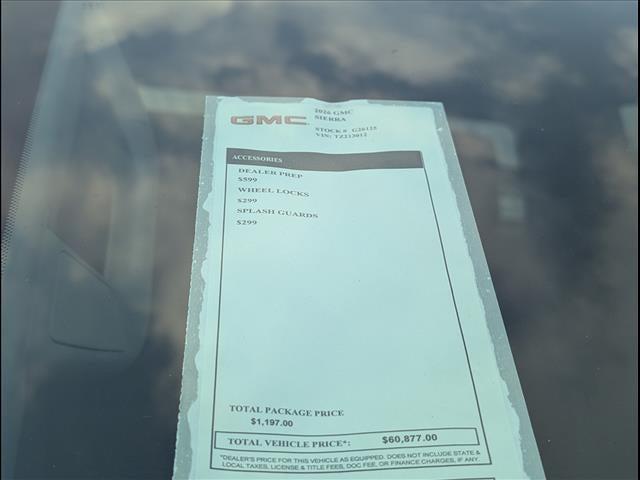 GMC
2026 GMC
SIERRA
STOCK # G26125
VIN: TZ213012
ACCESSORIES
DEALER PREP
$599
WHEEL LOCKS
$299
SPLASH GUARDS
$299
TOTAL PACKAGE PRICE
$1,197.00
TOTAL VEHICLE PRICE*: $60,877.00
*DEALER'S PRICE FOR THIS VEHICLE AS EQUIPPED. DOES NOT INCLUDE STATE &
LOCAL TAXES, LICENSE & TITLE FEES, DOC FEE, OR FINANCE CHARGES, IF ANY.